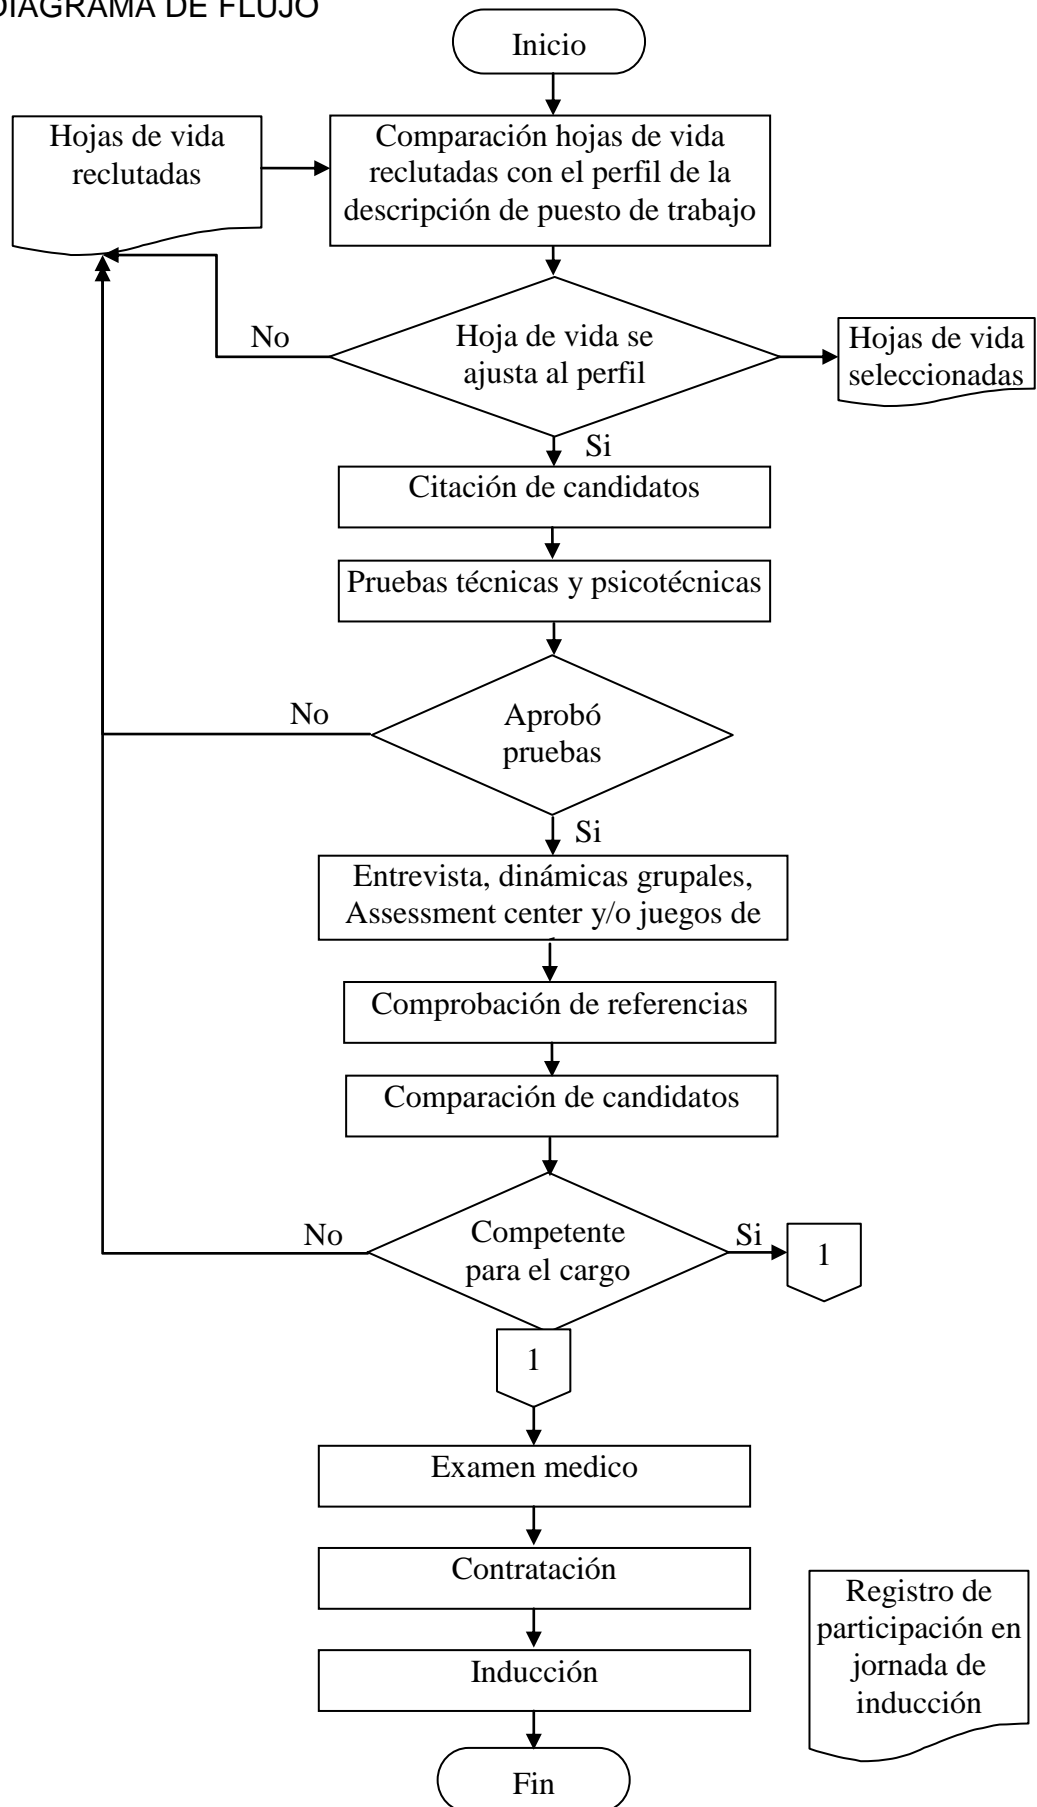 DIAGRAMA DE FLUJO
Inicio
Hojas de vida
reclutadas
Comparación hojas de vida
reclutadas con el perfil de la
descripción de puesto de trabajo
No
Hoja de vida se
ajusta al perfil
Hojas de vida
seleccionadas
Si
Citación de candidatos
Pruebas técnicas y psicotécnicas
No
Aprobó
pruebas
Si
Entrevista, dinámicas grupales,
Assessment center y/o juegos de
Comprobación de referencias
Comparación de candidatos
No
Competente
para el cargo
Si
1
1
Examen medico
Contratación
Registro de
participación en
jornada de
inducción
Inducción
Fin